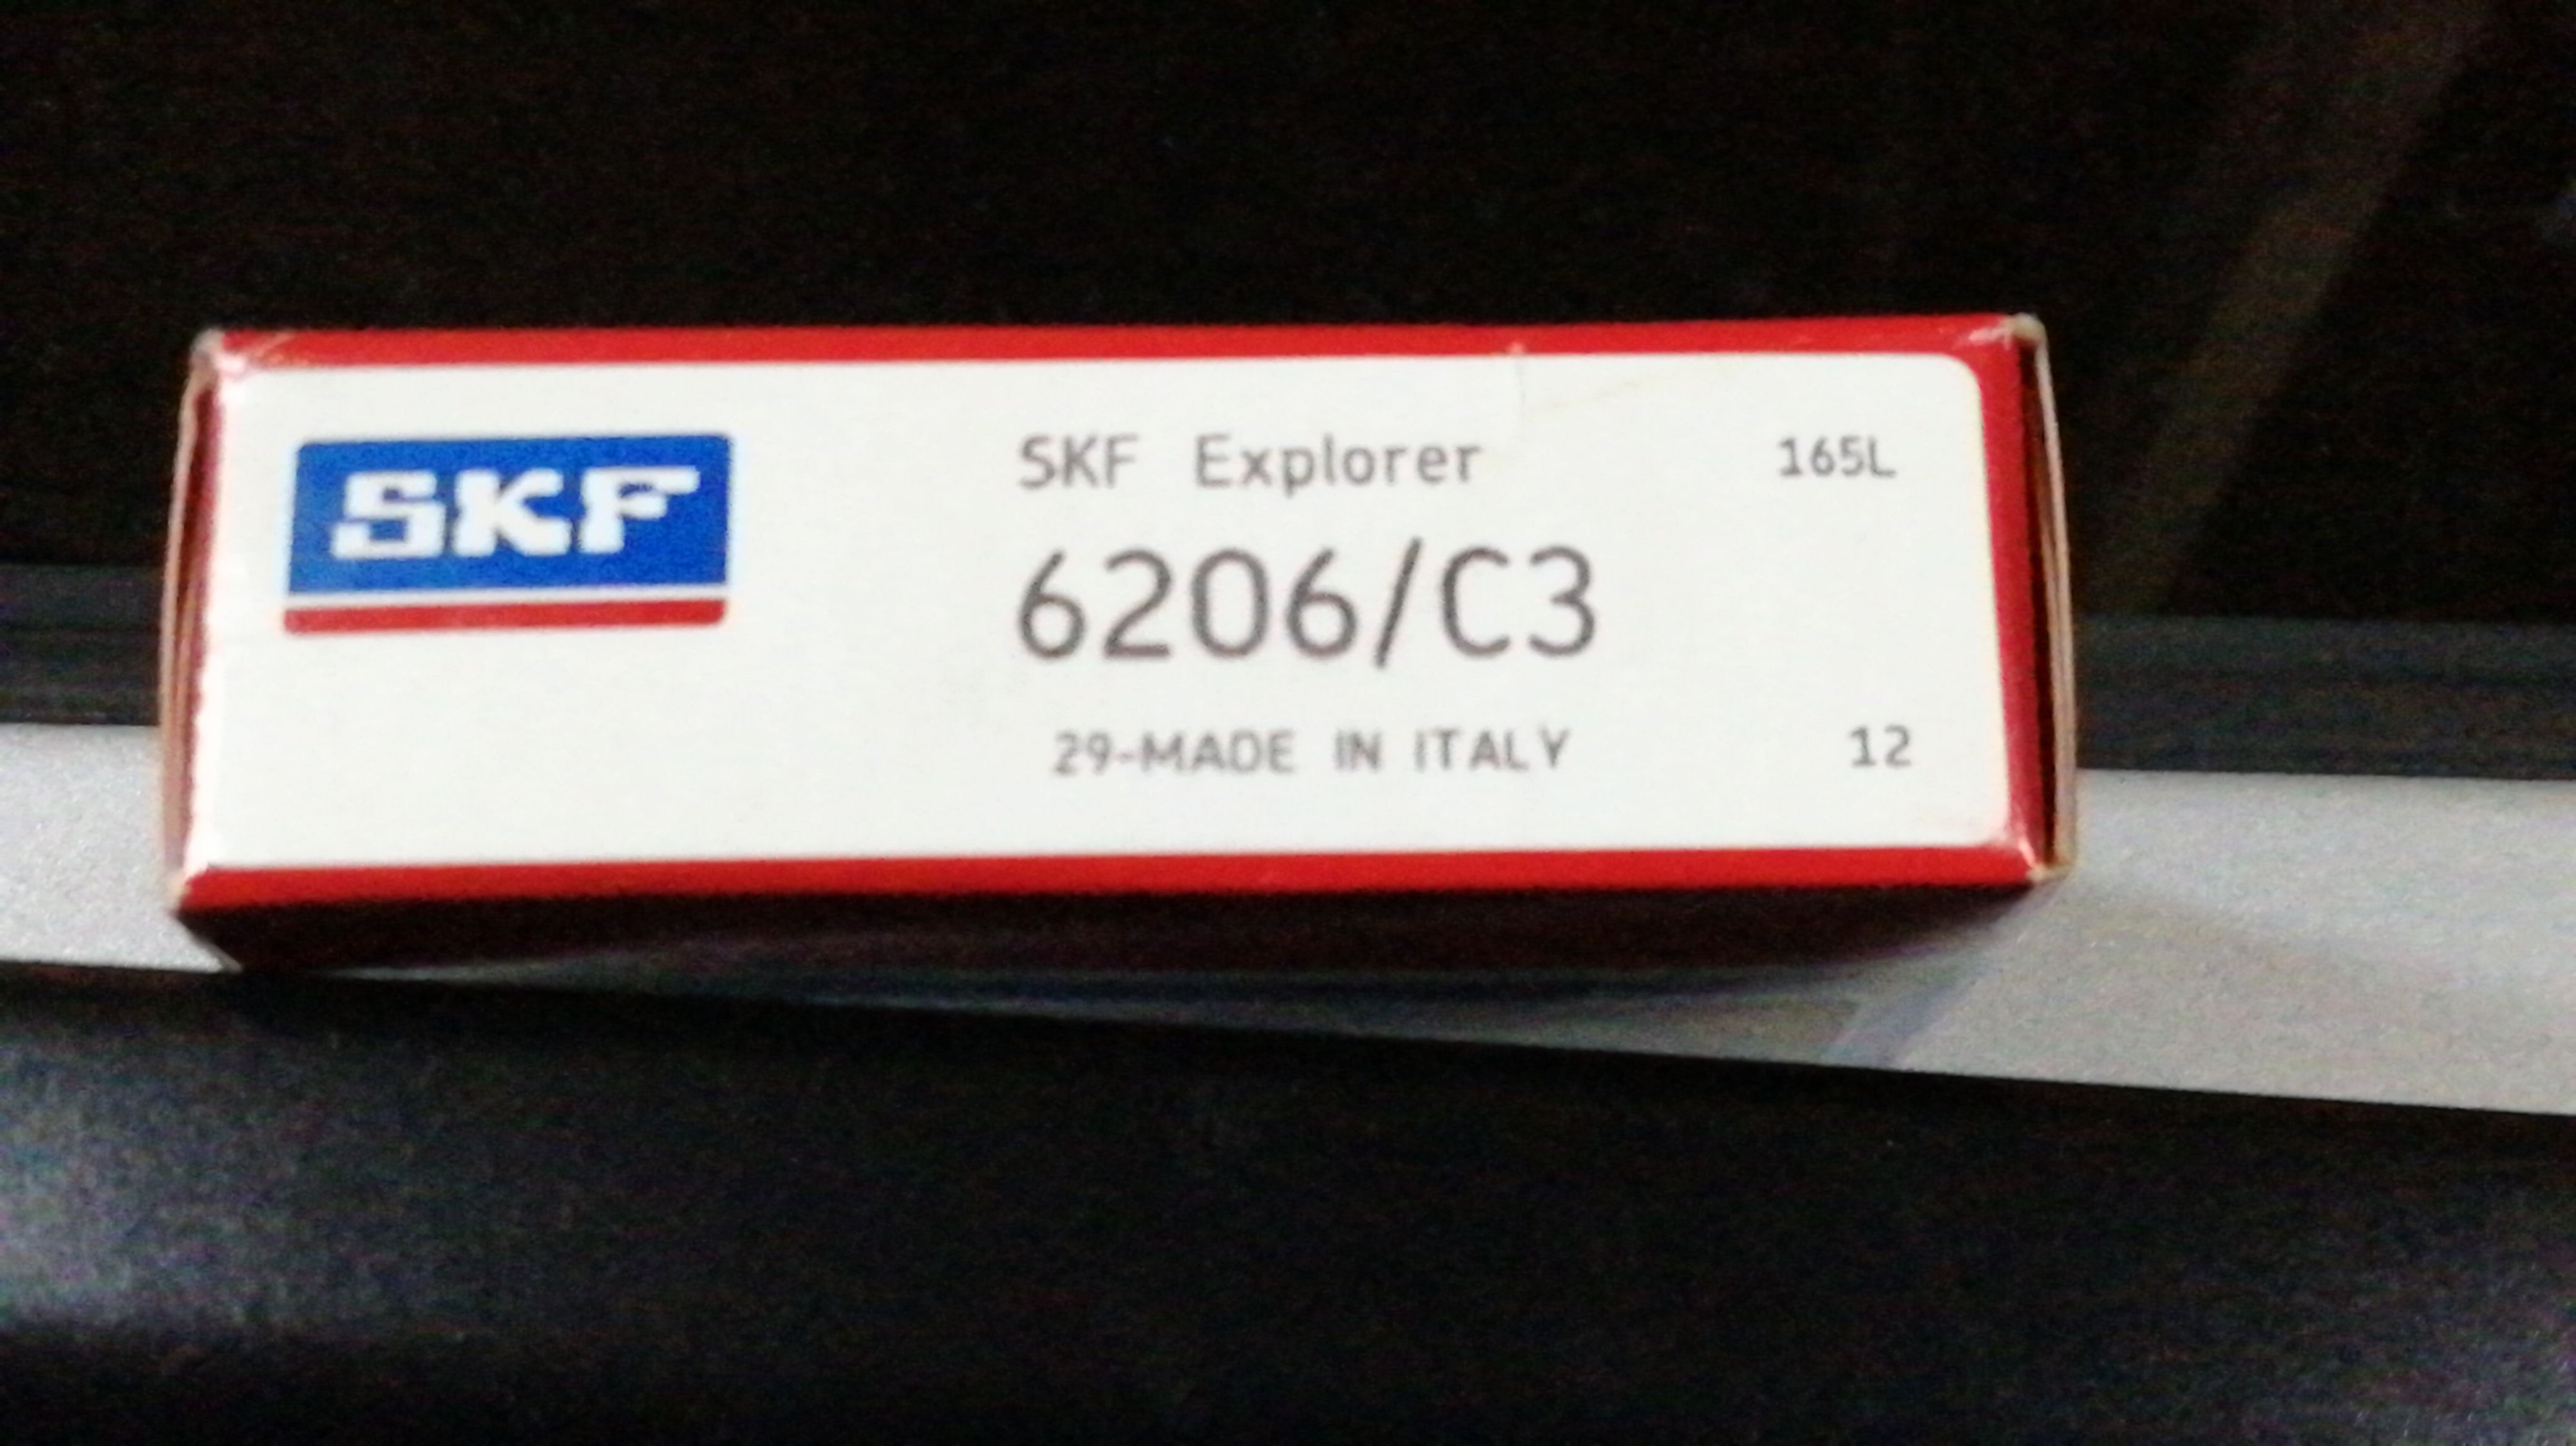 SKF
SKF Explorer 165L
6206/C3
29-MADE IN ITALY 12